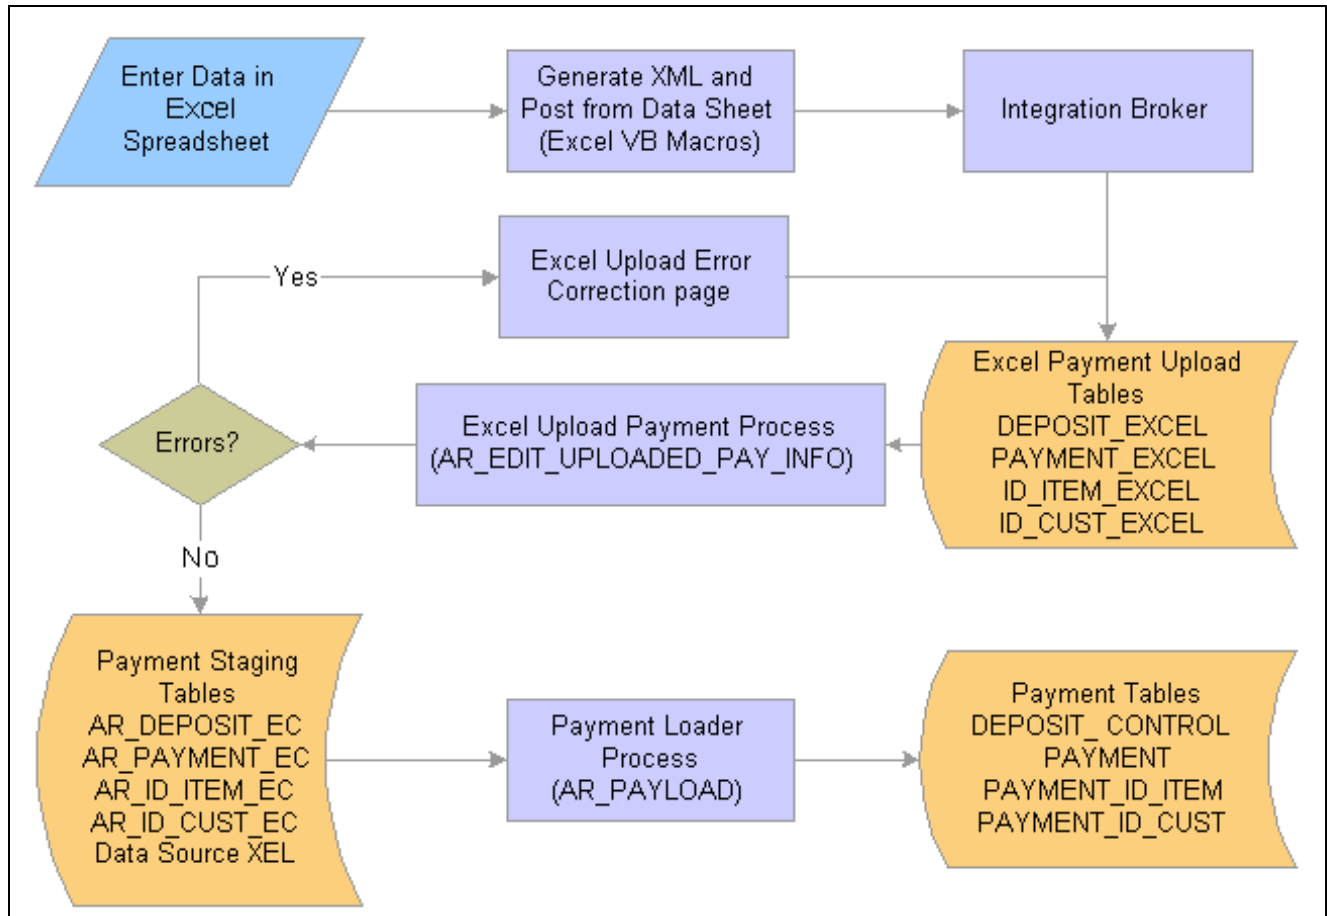 Enter Data in
Excel
Spreadsheet
Generate XML and
Post from Data Sheet
(Excel VB Macros)
Integration Broker
Yes
Excel Upload Error
Correction page
Errors?
Excel Upload Payment Process
(AR_EDIT_UPLOADED_PAY_INFO)
Excel Payment Upload
Tables
DEPOSIT_EXCEL
PAYMENT_EXCEL
ID_ITEM_EXCEL
ID_CUST_EXCEL
No
Payment Staging
Tables
AR_DEPOSIT_EC
AR_PAYMENT_EC
AR_ID_ITEM_EC
AR_ID_CUST_EC
Data Source XEL
Payment Loader
Process
(AR_PAYLOAD)
Payment Tables
DEPOSIT_ CONTROL
PAYMENT
PAYMENT_ID_ITEM
PAYMENT_ID_CUST